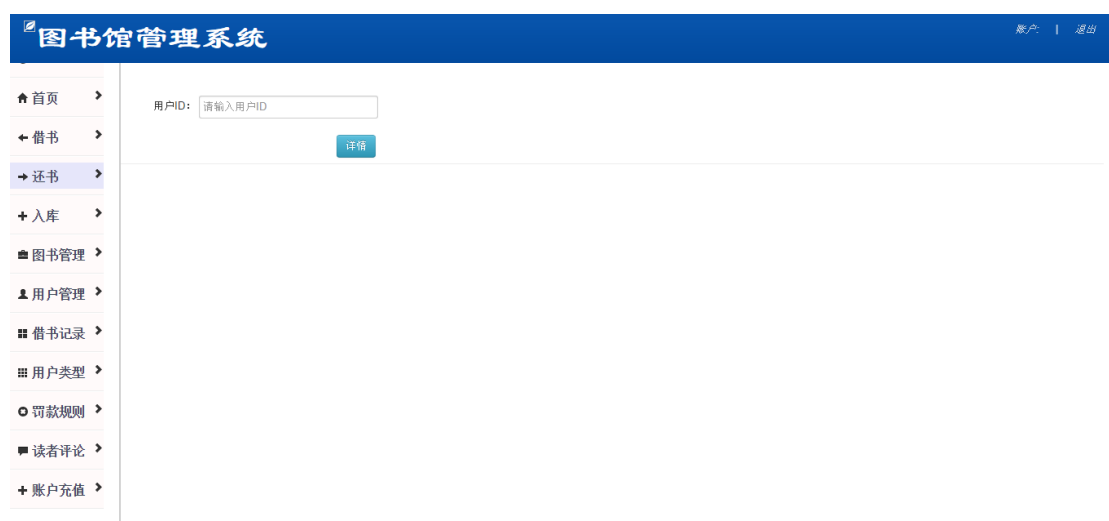 图书馆管理系统
账户: | 退出
首页
借书
还书
入库
图书管理
用户管理
借书记录
用户类型
罚款规则
读者评论
账户充值
用户ID： 请输入用户ID
详情